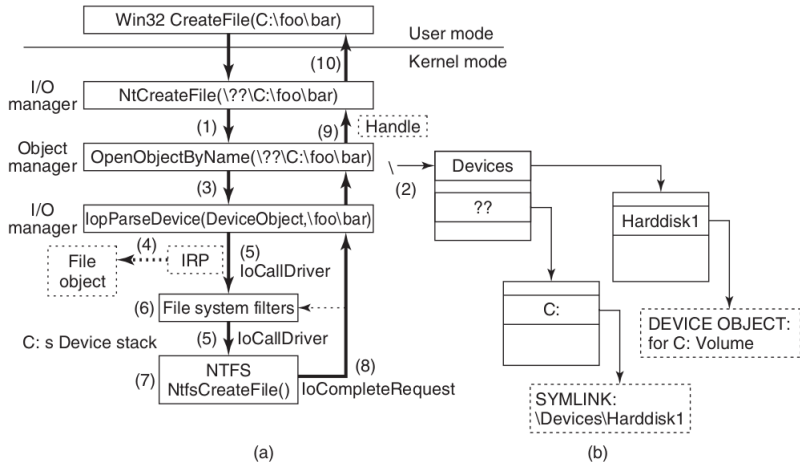 Win32 CreateFile(C:\foo\bar)
User mode
Kernel mode
(10)
I/O
manager
NtCreateFile(\??\C:\foo\bar)
(1)
(9)
Handle
Object
manager
OpenObjectByName(\??\C:\foo\bar)
(3)
I/O
manager
IopParseDevice(DeviceObject,\foo\bar)
(4)
File
object
IRP
(5)
IoCallDriver
(6)
File system filters
C: s Device stack
(5)
IoCallDriver
(7)
NTFS
NtfsCreateFile()
(8)
IoCompleteRequest
(a)
\
(2)
Devices
??
Harddisk1
C:
DEVICE OBJECT:
for C: Volume
SYMLINK:
\Devices\Harddisk1
(b)